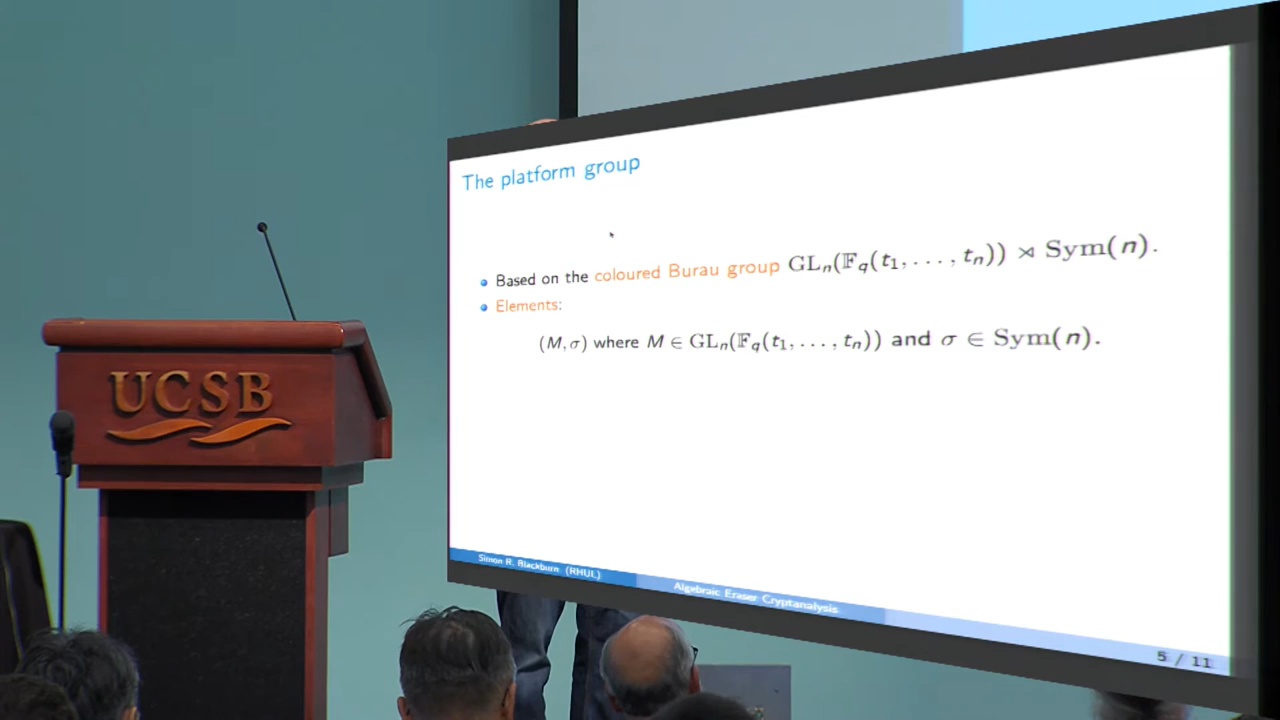 The platform group
Based on the coloured Burau group GLₙ(𝔽_q(t₁, . . . , tₙ)) ⋊ Sym(n).
Elements:
(M, σ) where M ∈ GLₙ(𝔽_q(t₁, . . . , tₙ)) and σ ∈ Sym(n).
Simon R. Blackburn (RHUL)
Algebraic Eraser Cryptanalysis
5 / 11
UCSB